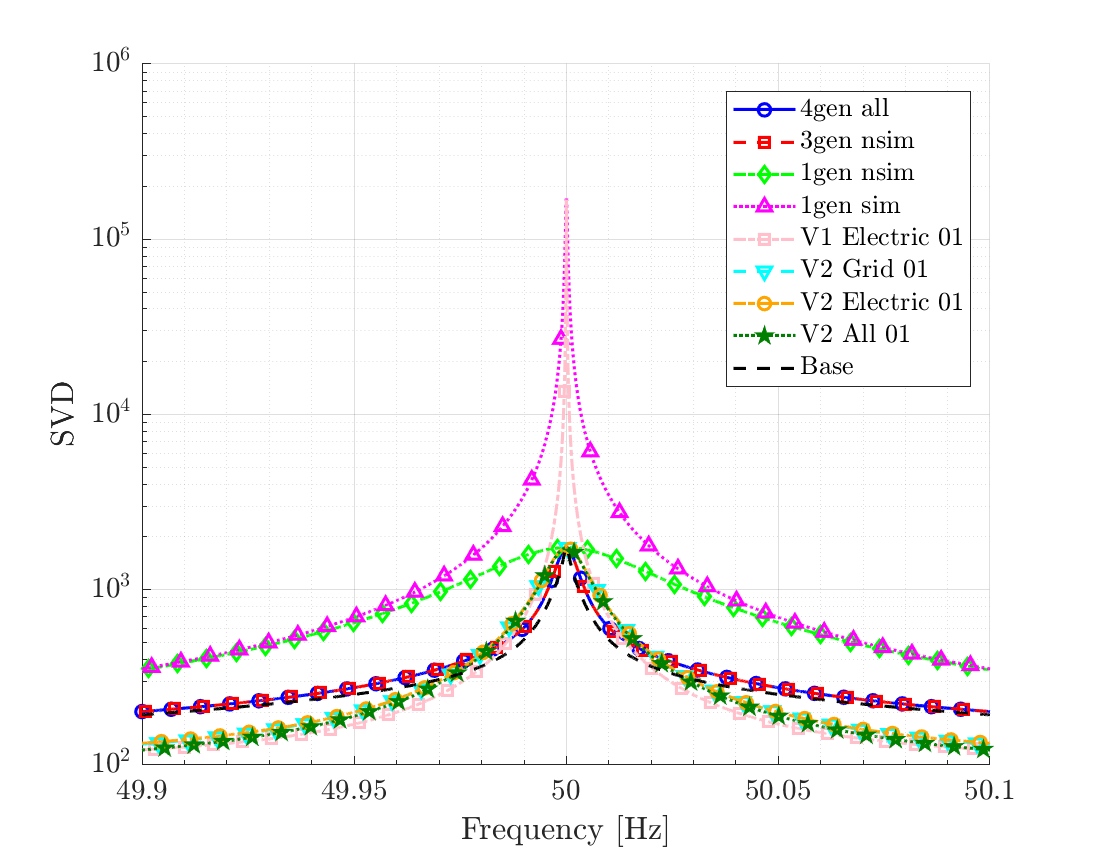 10^6
10^5
10^4
10^3
10^2
SVD
49.9
49.95
50
50.05
50.1
Frequency [Hz]
4gen all
3gen nsim
1gen nsim
1gen sim
V1 Electric 01
V2 Grid 01
V2 Electric 01
V2 All 01
Base